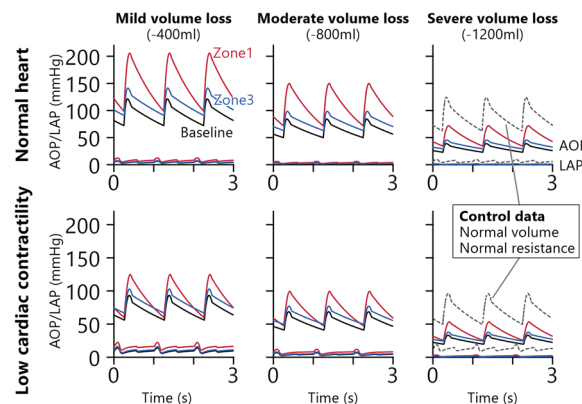 Mild volume loss
(-400ml)
Moderate volume loss
(-800ml)
Severe volume loss
(-1200ml)
Normal heart
AOP/LAP (mmHg)
200
150
100
50
0
Zone1
Zone3
Baseline
0 3
0 3
0 3
AOP
LAP
Control data
Normal volume
Normal resistance
Low cardiac contractility
AOP/LAP (mmHg)
200
150
100
50
0
0 3
0 3
0 3
Time (s)
Time (s)
Time (s)